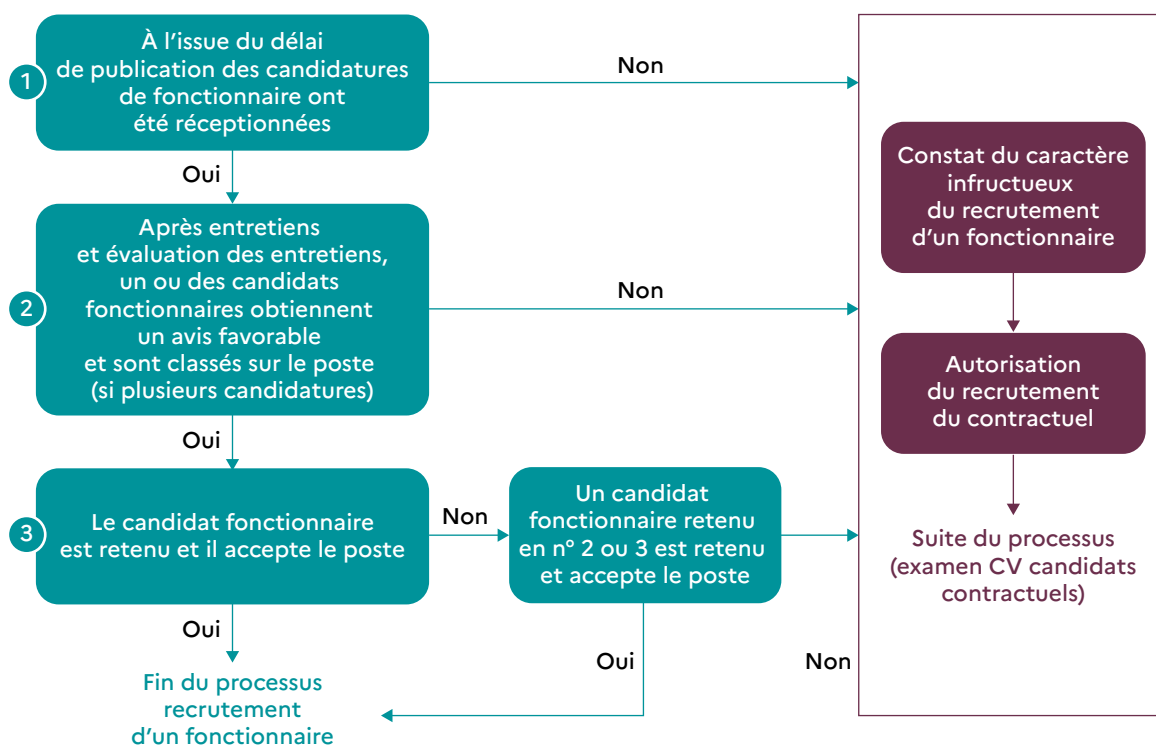 1
À l’issue du délai
de publication des candidatures
de fonctionnaire ont
été réceptionnées
Non
Oui
2
Après entretiens
et évaluation des entretiens,
un ou des candidats
fonctionnaires obtiennent
un avis favorable
et sont classés sur le poste
(si plusieurs candidatures)
Non
Oui
3
Le candidat fonctionnaire
est retenu et il accepte le poste
Non
Un candidat
fonctionnaire retenu
en n° 2 ou 3 est retenu
et accepte le poste
Oui
Oui
Non
Fin du processus
recrutement
d’un fonctionnaire
Constat du caractère
infructueux
du recrutement
d’un fonctionnaire
Autorisation
du recrutement
du contractuel
Suite du processus
(examen CV candidats
contractuels)